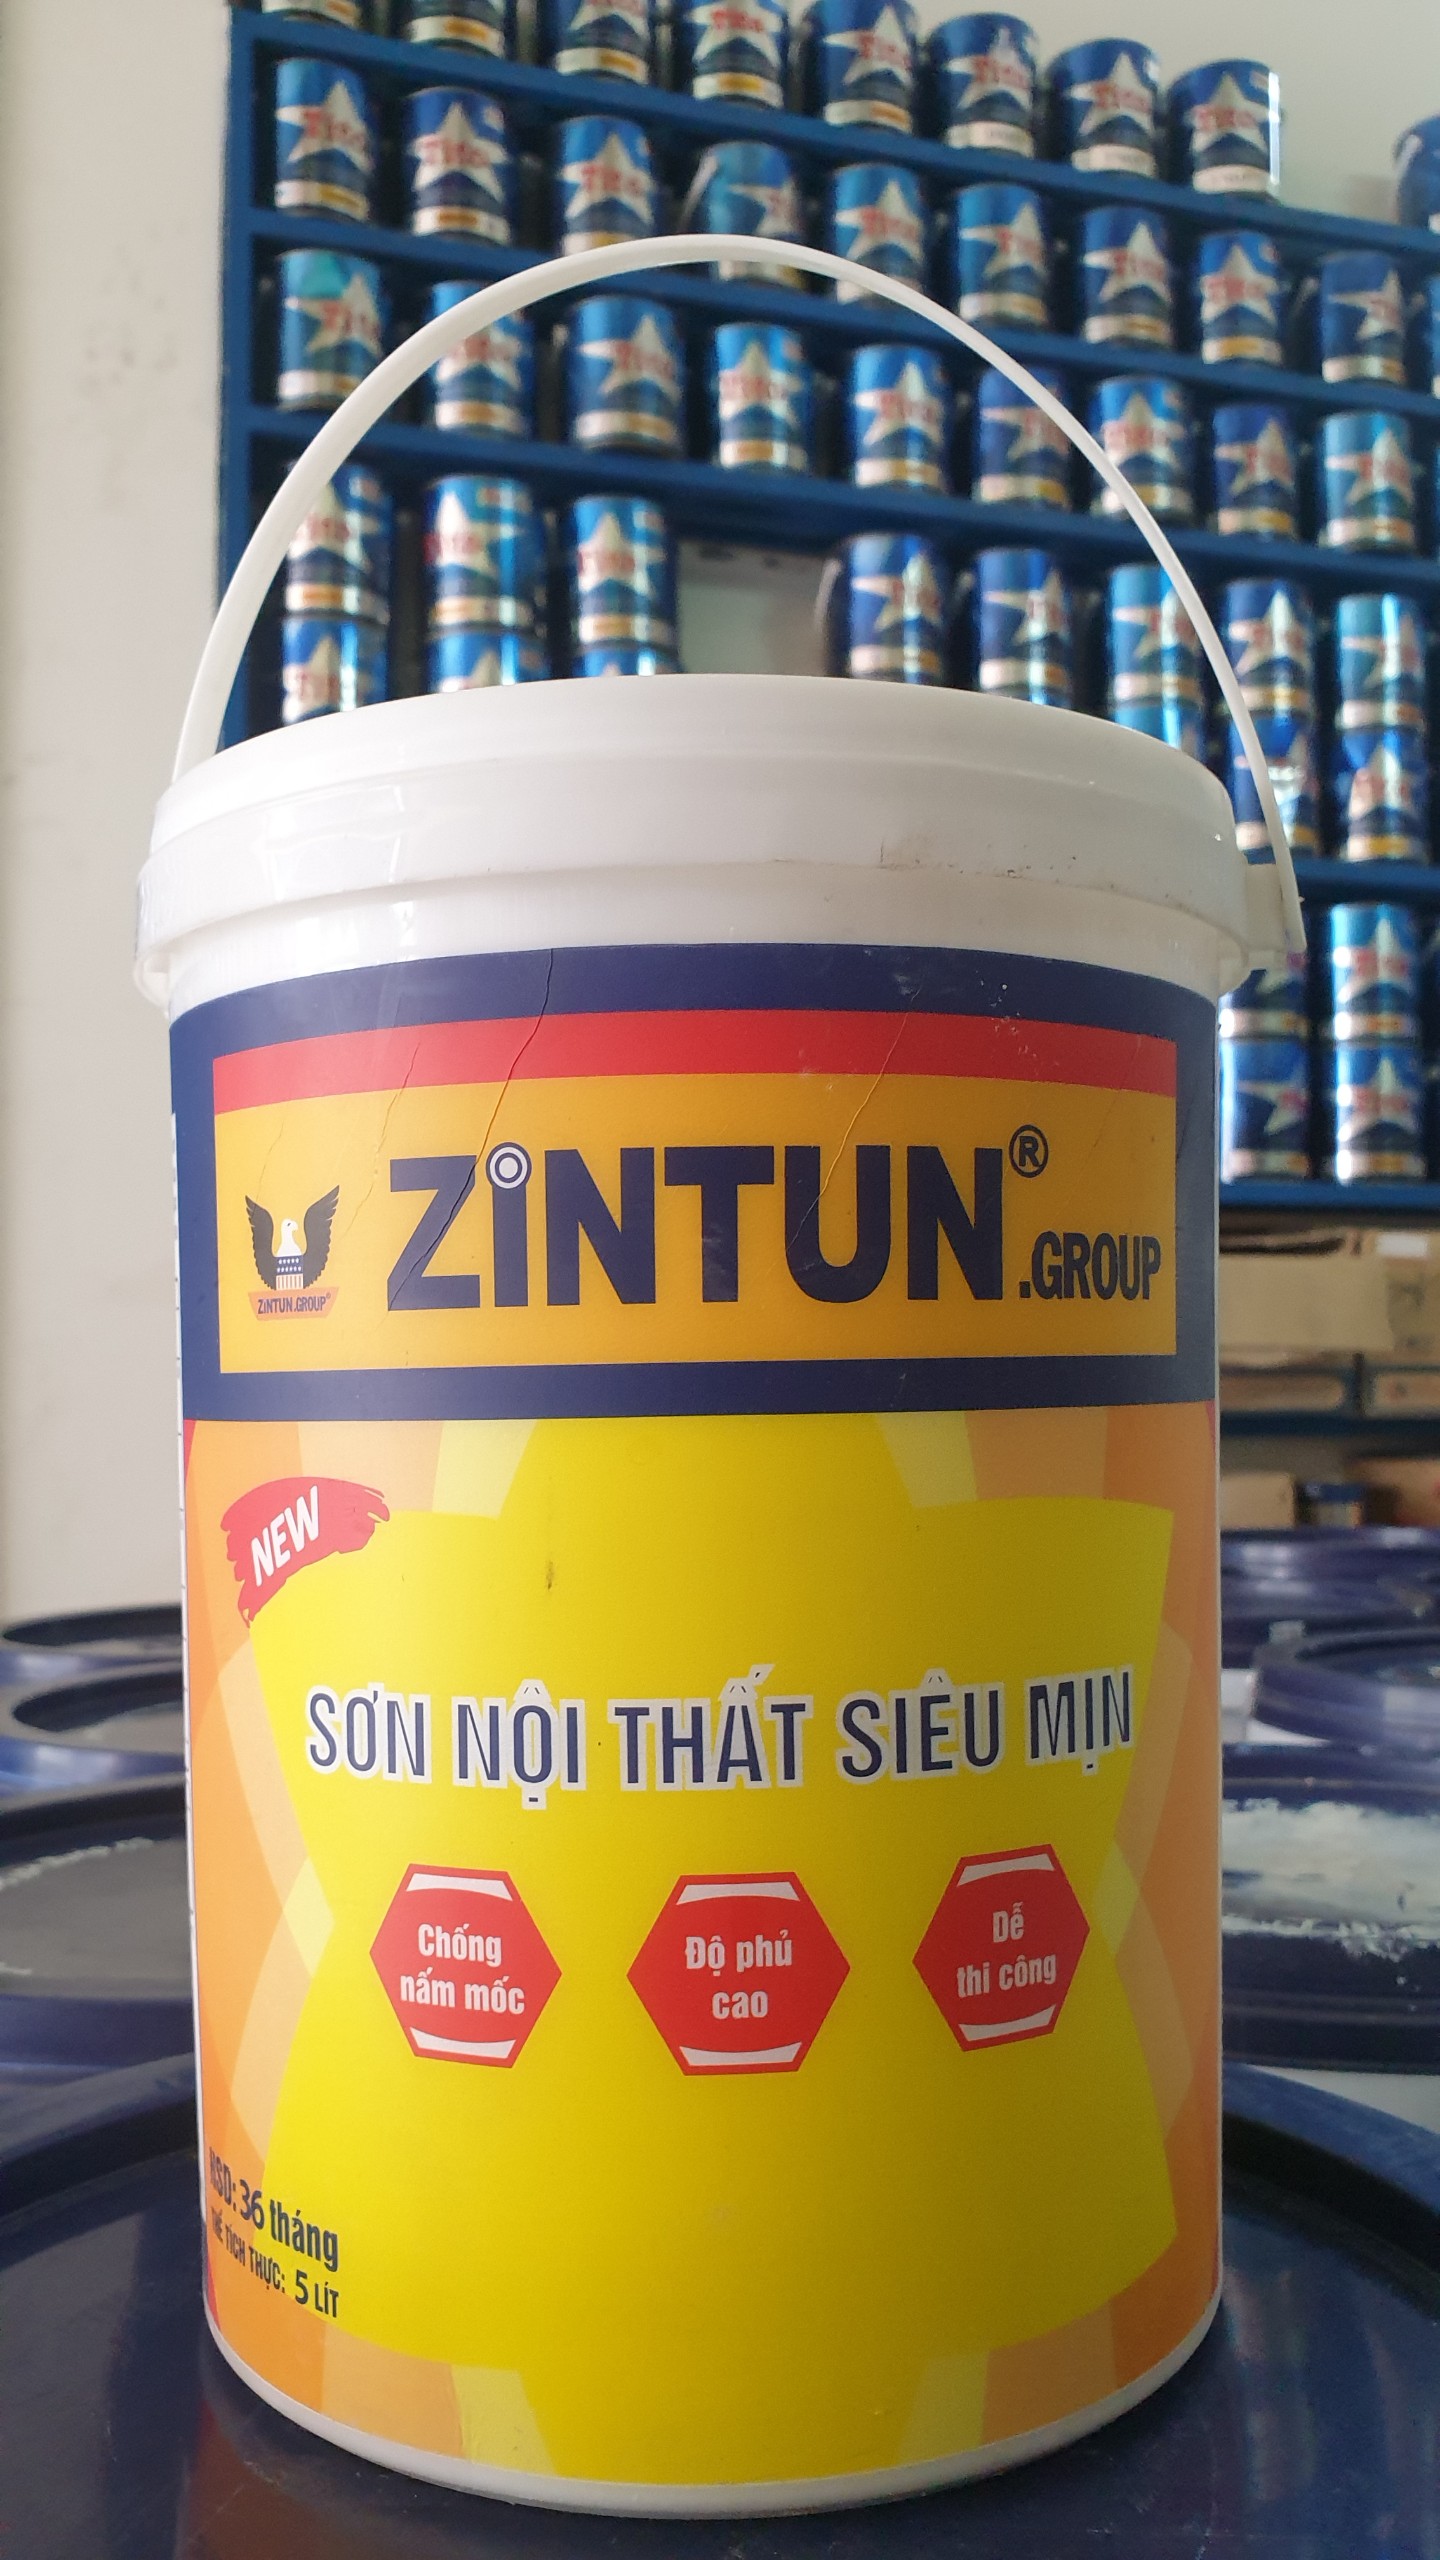 ZINTUN®
.GROUP
ZINTUN.GROUP®
NEW
SƠN NỘI THẤT SIÊU MỊN
Chống
nấm mốc
Độ phủ
cao
Dễ
thi công
HSD: 36 tháng
THỂ TÍCH THỰC: 5 LÍT